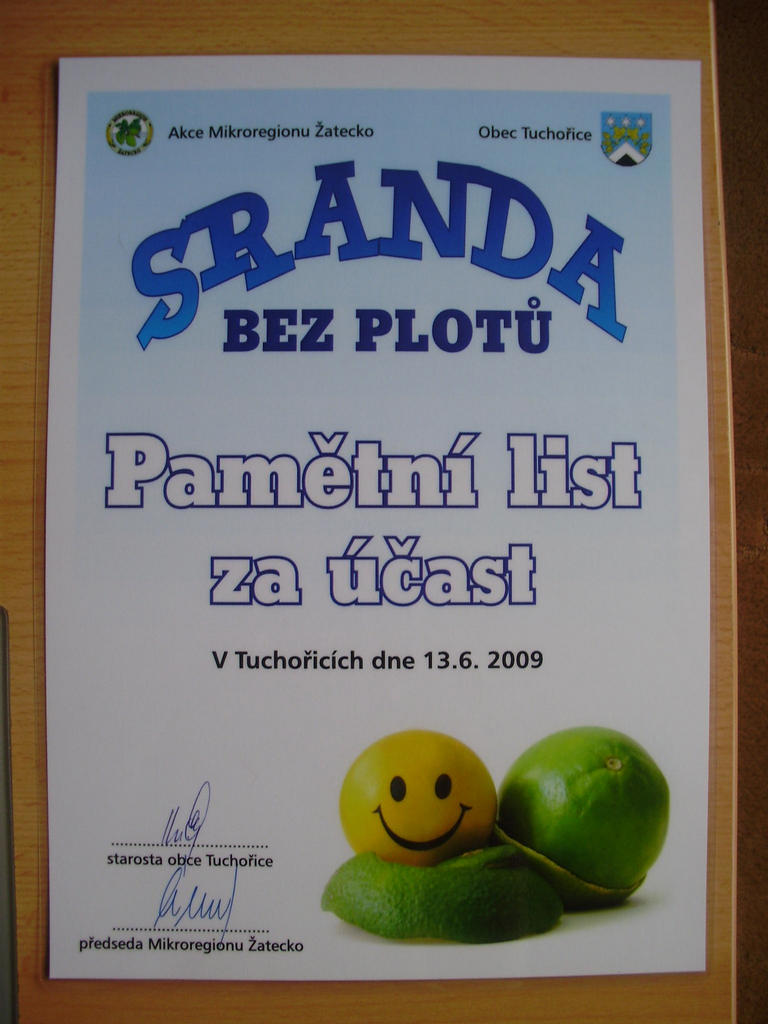 Akce Mikroregionu Žatecko
Obec Tuchořice
SRANDA
BEZ PLOTŮ
Pamětní list
za účast
V Tuchořicích dne 13.6. 2009
starosta obce Tuchořice
předseda Mikroregionu Žatecko